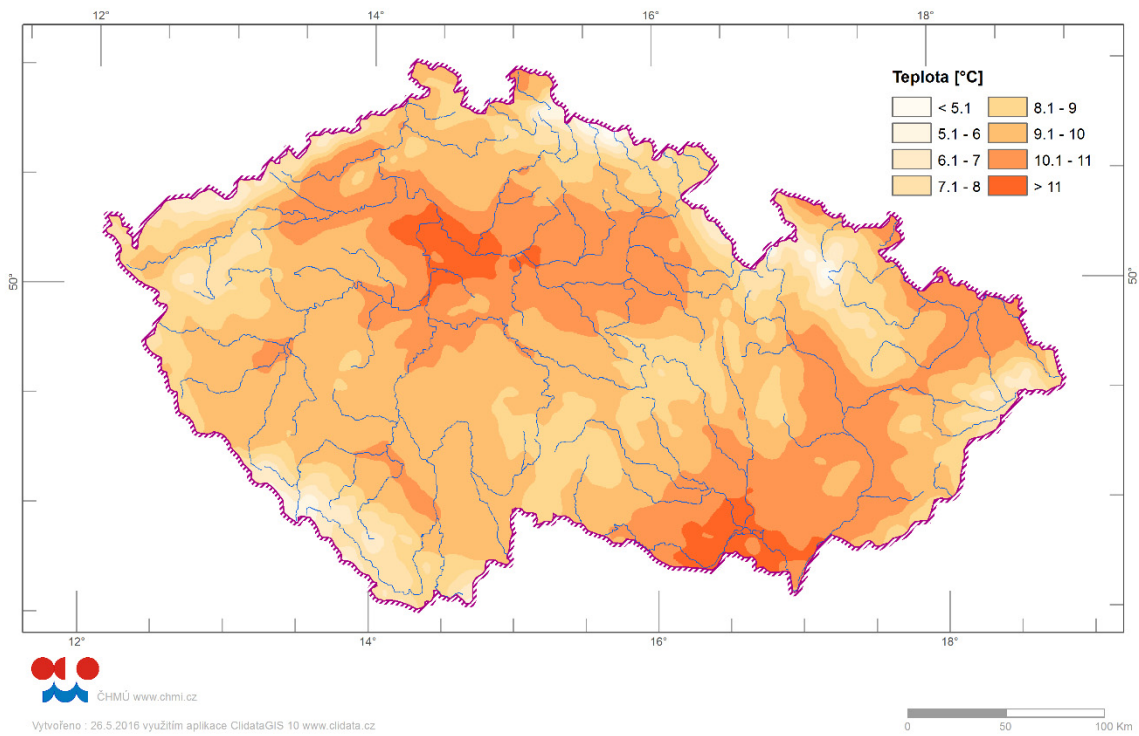 12° 14° 16° 18°
Teplota [°C]
< 5.1 8.1 - 9
5.1 - 6 9.1 - 10
6.1 - 7 10.1 - 11
7.1 - 8 > 11
50° 50°
12° 14° 16° 18°
ČHMÚ www.chmi.cz
Vytvořeno : 26.5.2016 využitím aplikace ClidataGIS 10 www.clidata.cz
0 50 100 Km